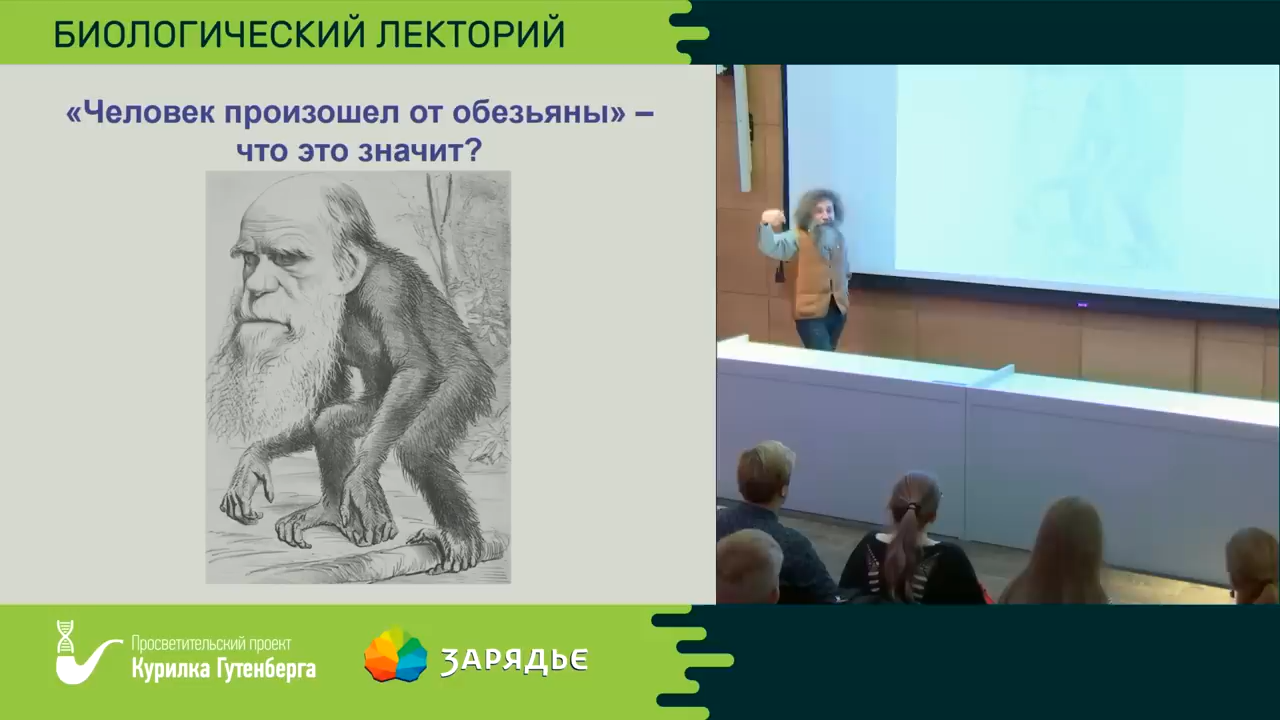 БИОЛОГИЧЕСКИЙ ЛЕКТОРИЙ
«Человек произошел от обезьяны» –
что это значит?
Просветительский проект
Курилка Гутенберга
ЗАРЯДЬЕ